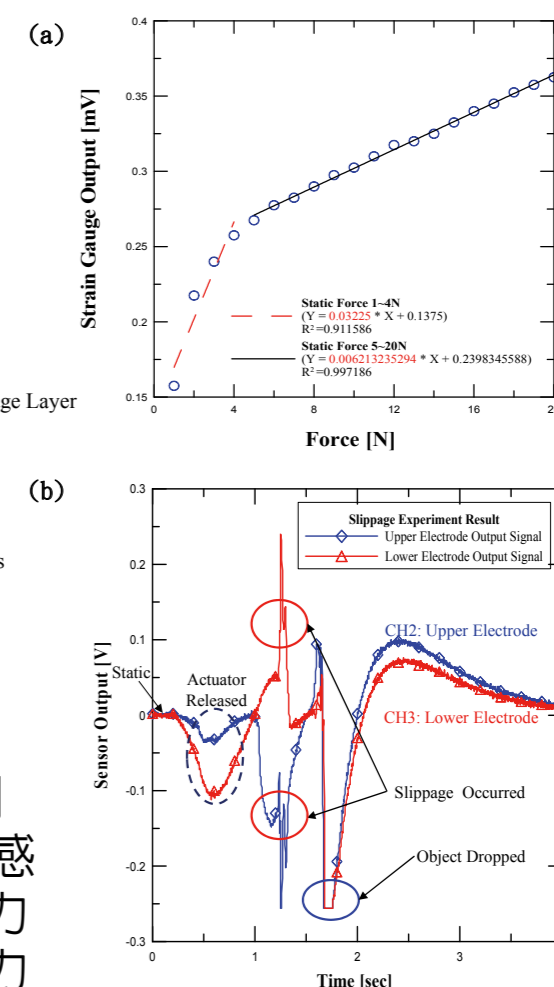 (a)
Strain Gauge Output [mV]
0.4
0.35
0.3
0.25
0.2
0.15
0
4
8
12
16
Force [N]
Static Force 1~4N
(Y = 0.03225 * X + 0.1375)
R²=0.911586
Static Force 5~20N
(Y = 0.006213235294 * X + 0.2398345588)
R²=0.997186
ge Layer
(b)
s
Sensor Output [V]
0.3
0.2
0.1
0
-0.1
-0.2
-0.3
0
1
2
3
Time [sec]
Slippage Experiment Result
Upper Electrode Output Signal
Lower Electrode Output Signal
CH2: Upper Electrode
CH3: Lower Electrode
Static
Actuator
Released
Slippage Occurred
Object Dropped
感
力
力